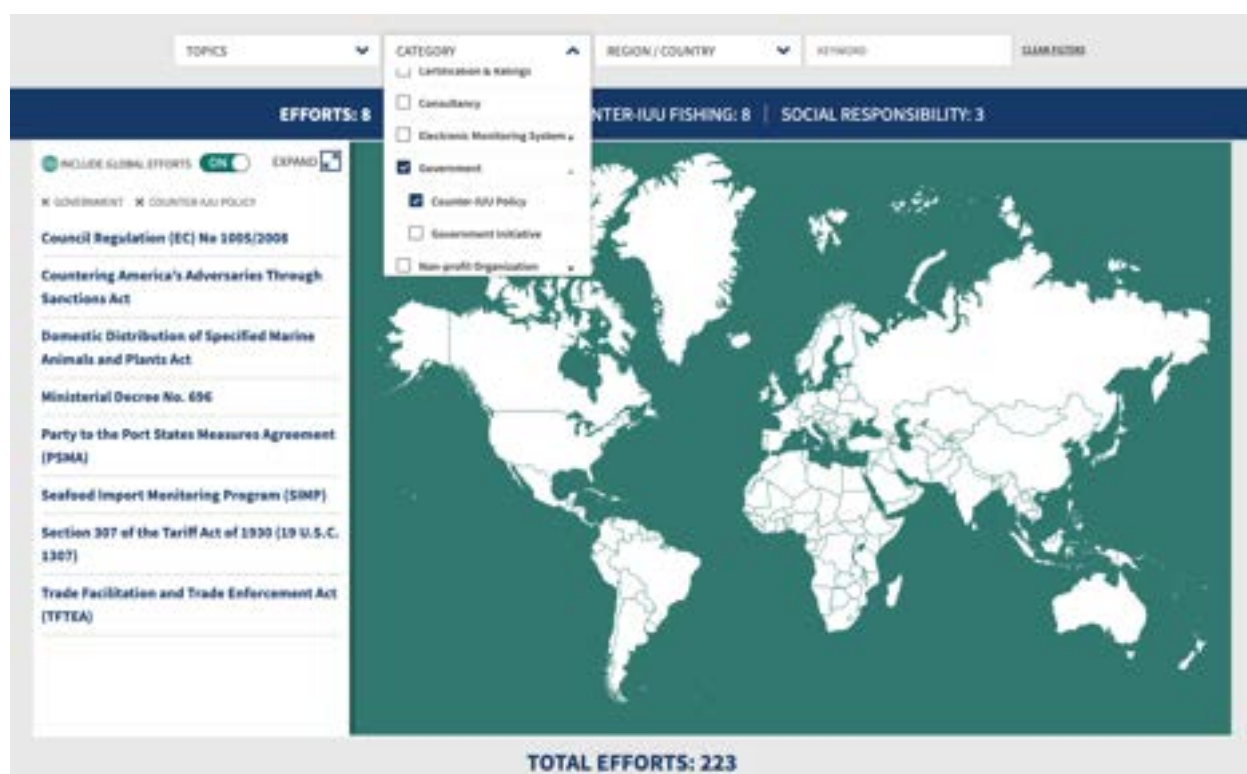 TOPICS
CATEGORY
REGION / COUNTRY
KEYWORD
CLEAR FILTERS
Certification & Ratings
Consultancy
Electronic Monitoring System
Government
Counter-IUU Policy
Government Initiative
Non-profit Organization
EFFORTS: 8
NTER-IUU FISHING: 8 | SOCIAL RESPONSIBILITY: 3
INCLUDE GLOBAL EFFORTS ON EXPAND
GOVERNMENT COUNTER-IUU POLICY
Council Regulation (EC) No 1005/2008
Countering America's Adversaries Through
Sanctions Act
Domestic Distribution of Specified Marine
Animals and Plants Act
Ministerial Decree No. 696
Party to the Port States Measures Agreement
(PSMA)
Seafood Import Monitoring Program (SIMP)
Section 307 of the Tariff Act of 1930 (19 U.S.C.
1307)
Trade Facilitation and Trade Enforcement Act
(TFTEA)
TOTAL EFFORTS: 223